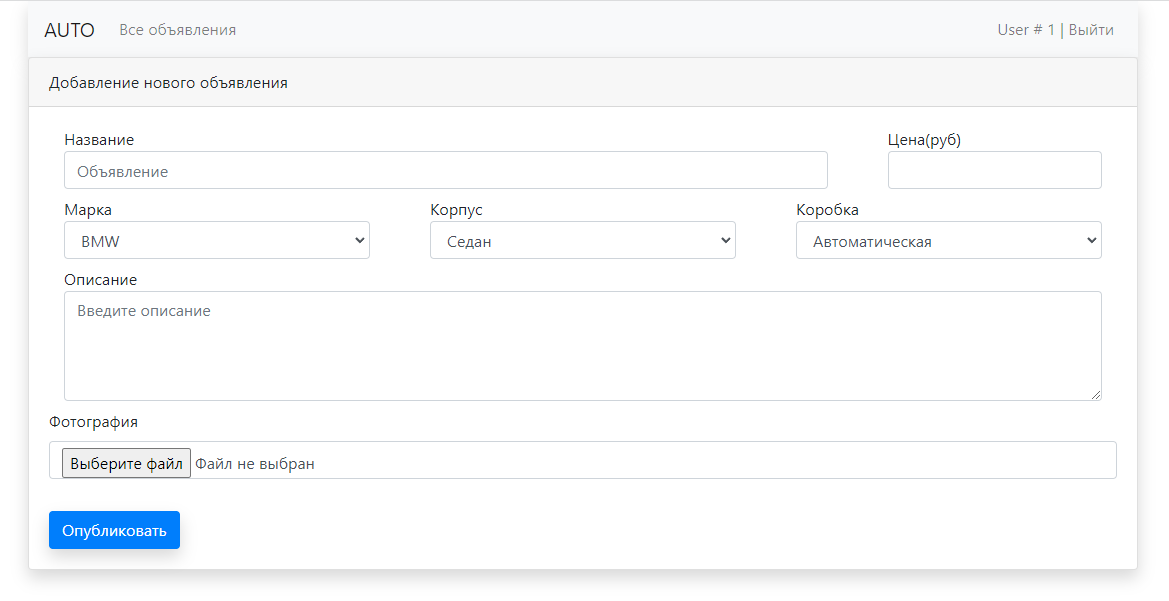 AUTO Все объявления User # 1 | Выйти
Добавление нового объявления
Название Цена(руб)
Объявление
Марка Корпус Коробка
BMW Седан Автоматическая
Описание
Введите описание
Фотография
Выберите файл Файл не выбран
Опубликовать